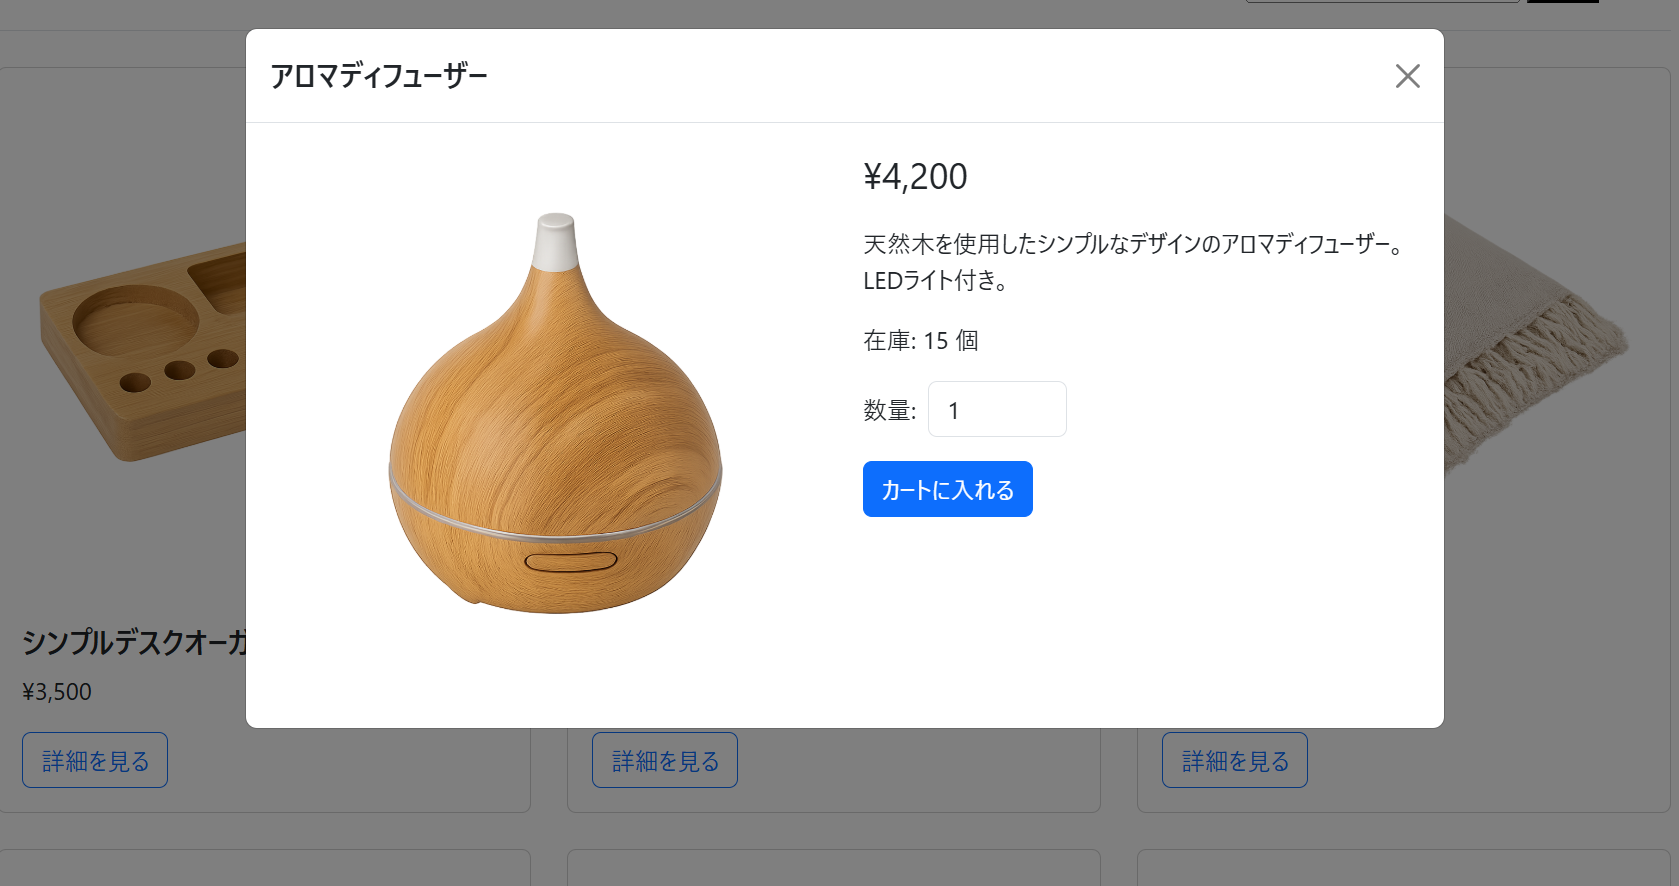 アロマディフューザー
¥4,200
天然木を使用したシンプルなデザインのアロマディフューザー。
LEDライト付き。
在庫: 15 個
数量: 1
カートに入れる
シンプルデスクオーガ
¥3,500
詳細を見る
詳細を見る
詳細を見る